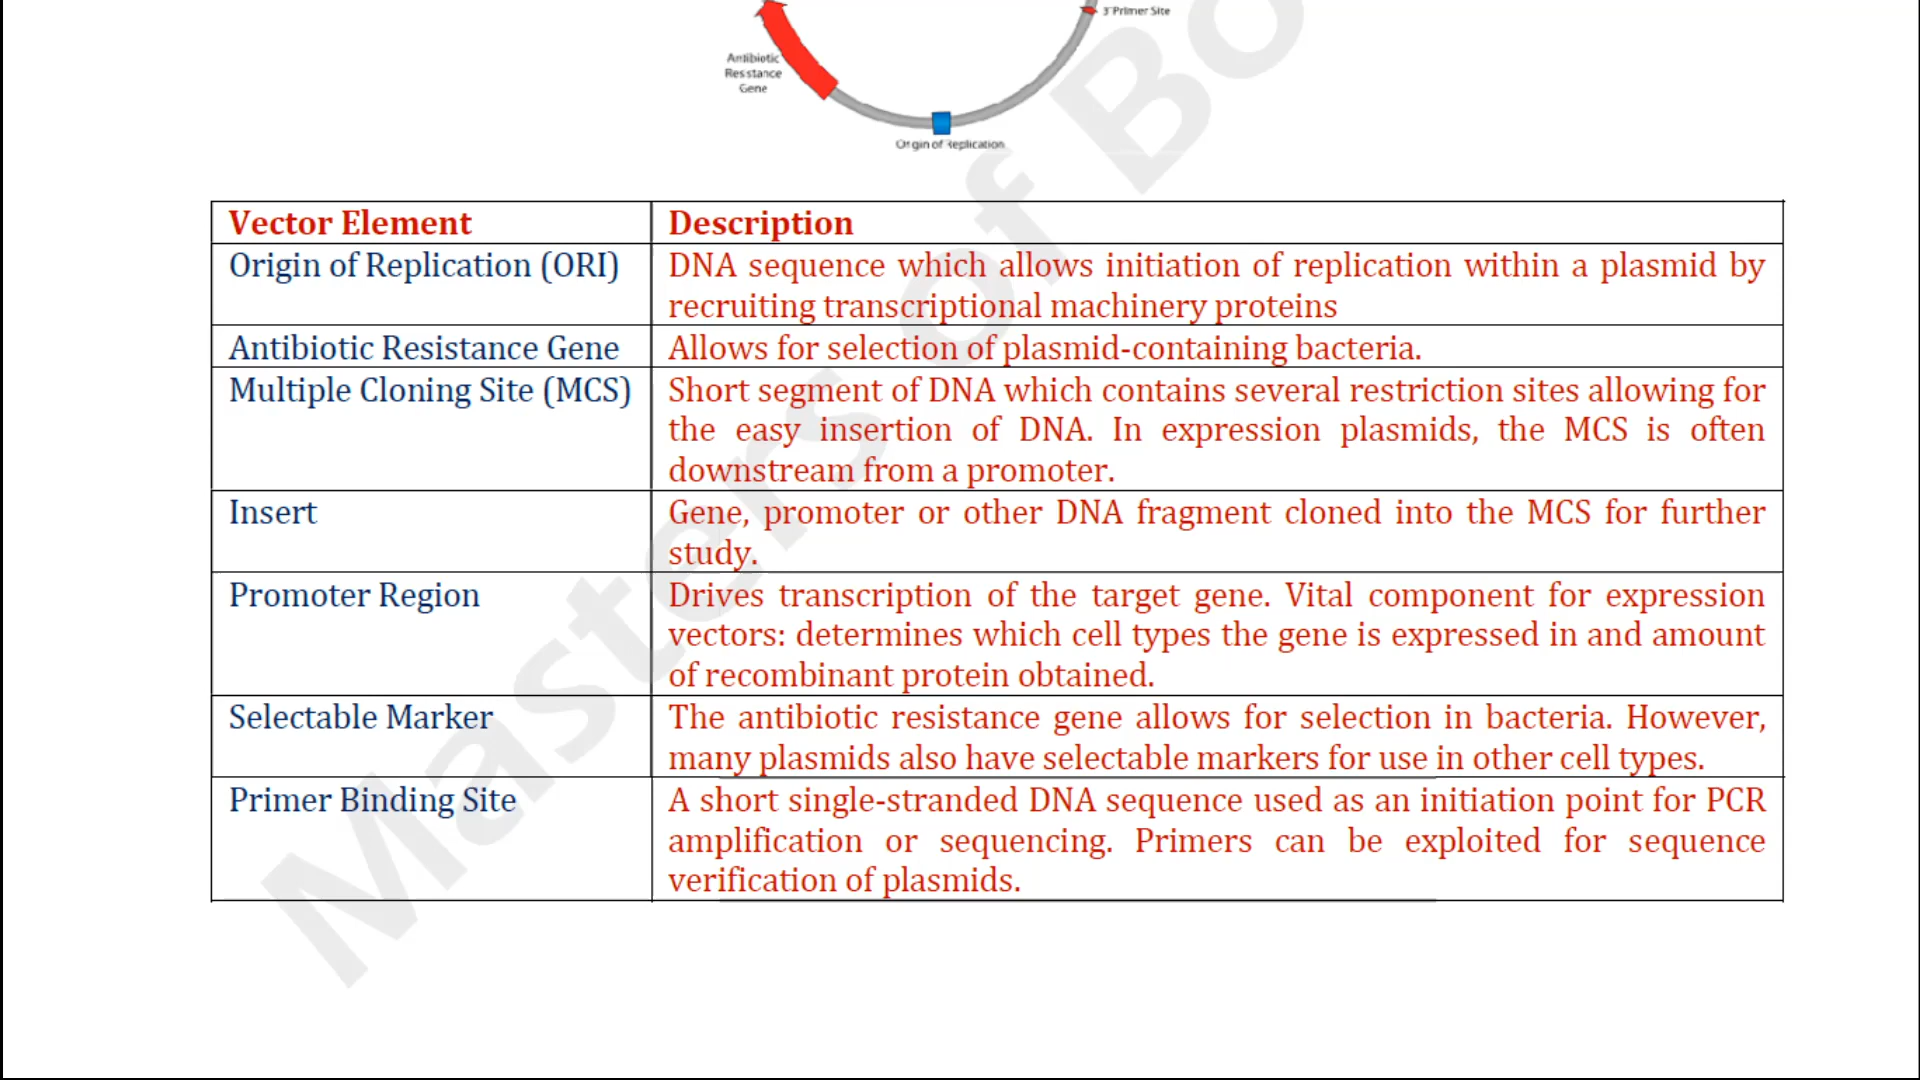 3' Primer Site
Antibiotic
Resistance
Gene
Origin of Replication
Vector Element
Description
Origin of Replication (ORI)
DNA sequence which allows initiation of replication within a plasmid by
recruiting transcriptional machinery proteins
Antibiotic Resistance Gene
Allows for selection of plasmid-containing bacteria.
Multiple Cloning Site (MCS)
Short segment of DNA which contains several restriction sites allowing for
the easy insertion of DNA. In expression plasmids, the MCS is often
downstream from a promoter.
Insert
Gene, promoter or other DNA fragment cloned into the MCS for further
study.
Promoter Region
Drives transcription of the target gene. Vital component for expression
vectors: determines which cell types the gene is expressed in and amount
of recombinant protein obtained.
Selectable Marker
The antibiotic resistance gene allows for selection in bacteria. However,
many plasmids also have selectable markers for use in other cell types.
Primer Binding Site
A short single-stranded DNA sequence used as an initiation point for PCR
amplification or sequencing. Primers can be exploited for sequence
verification of plasmids.
Masters of Bo